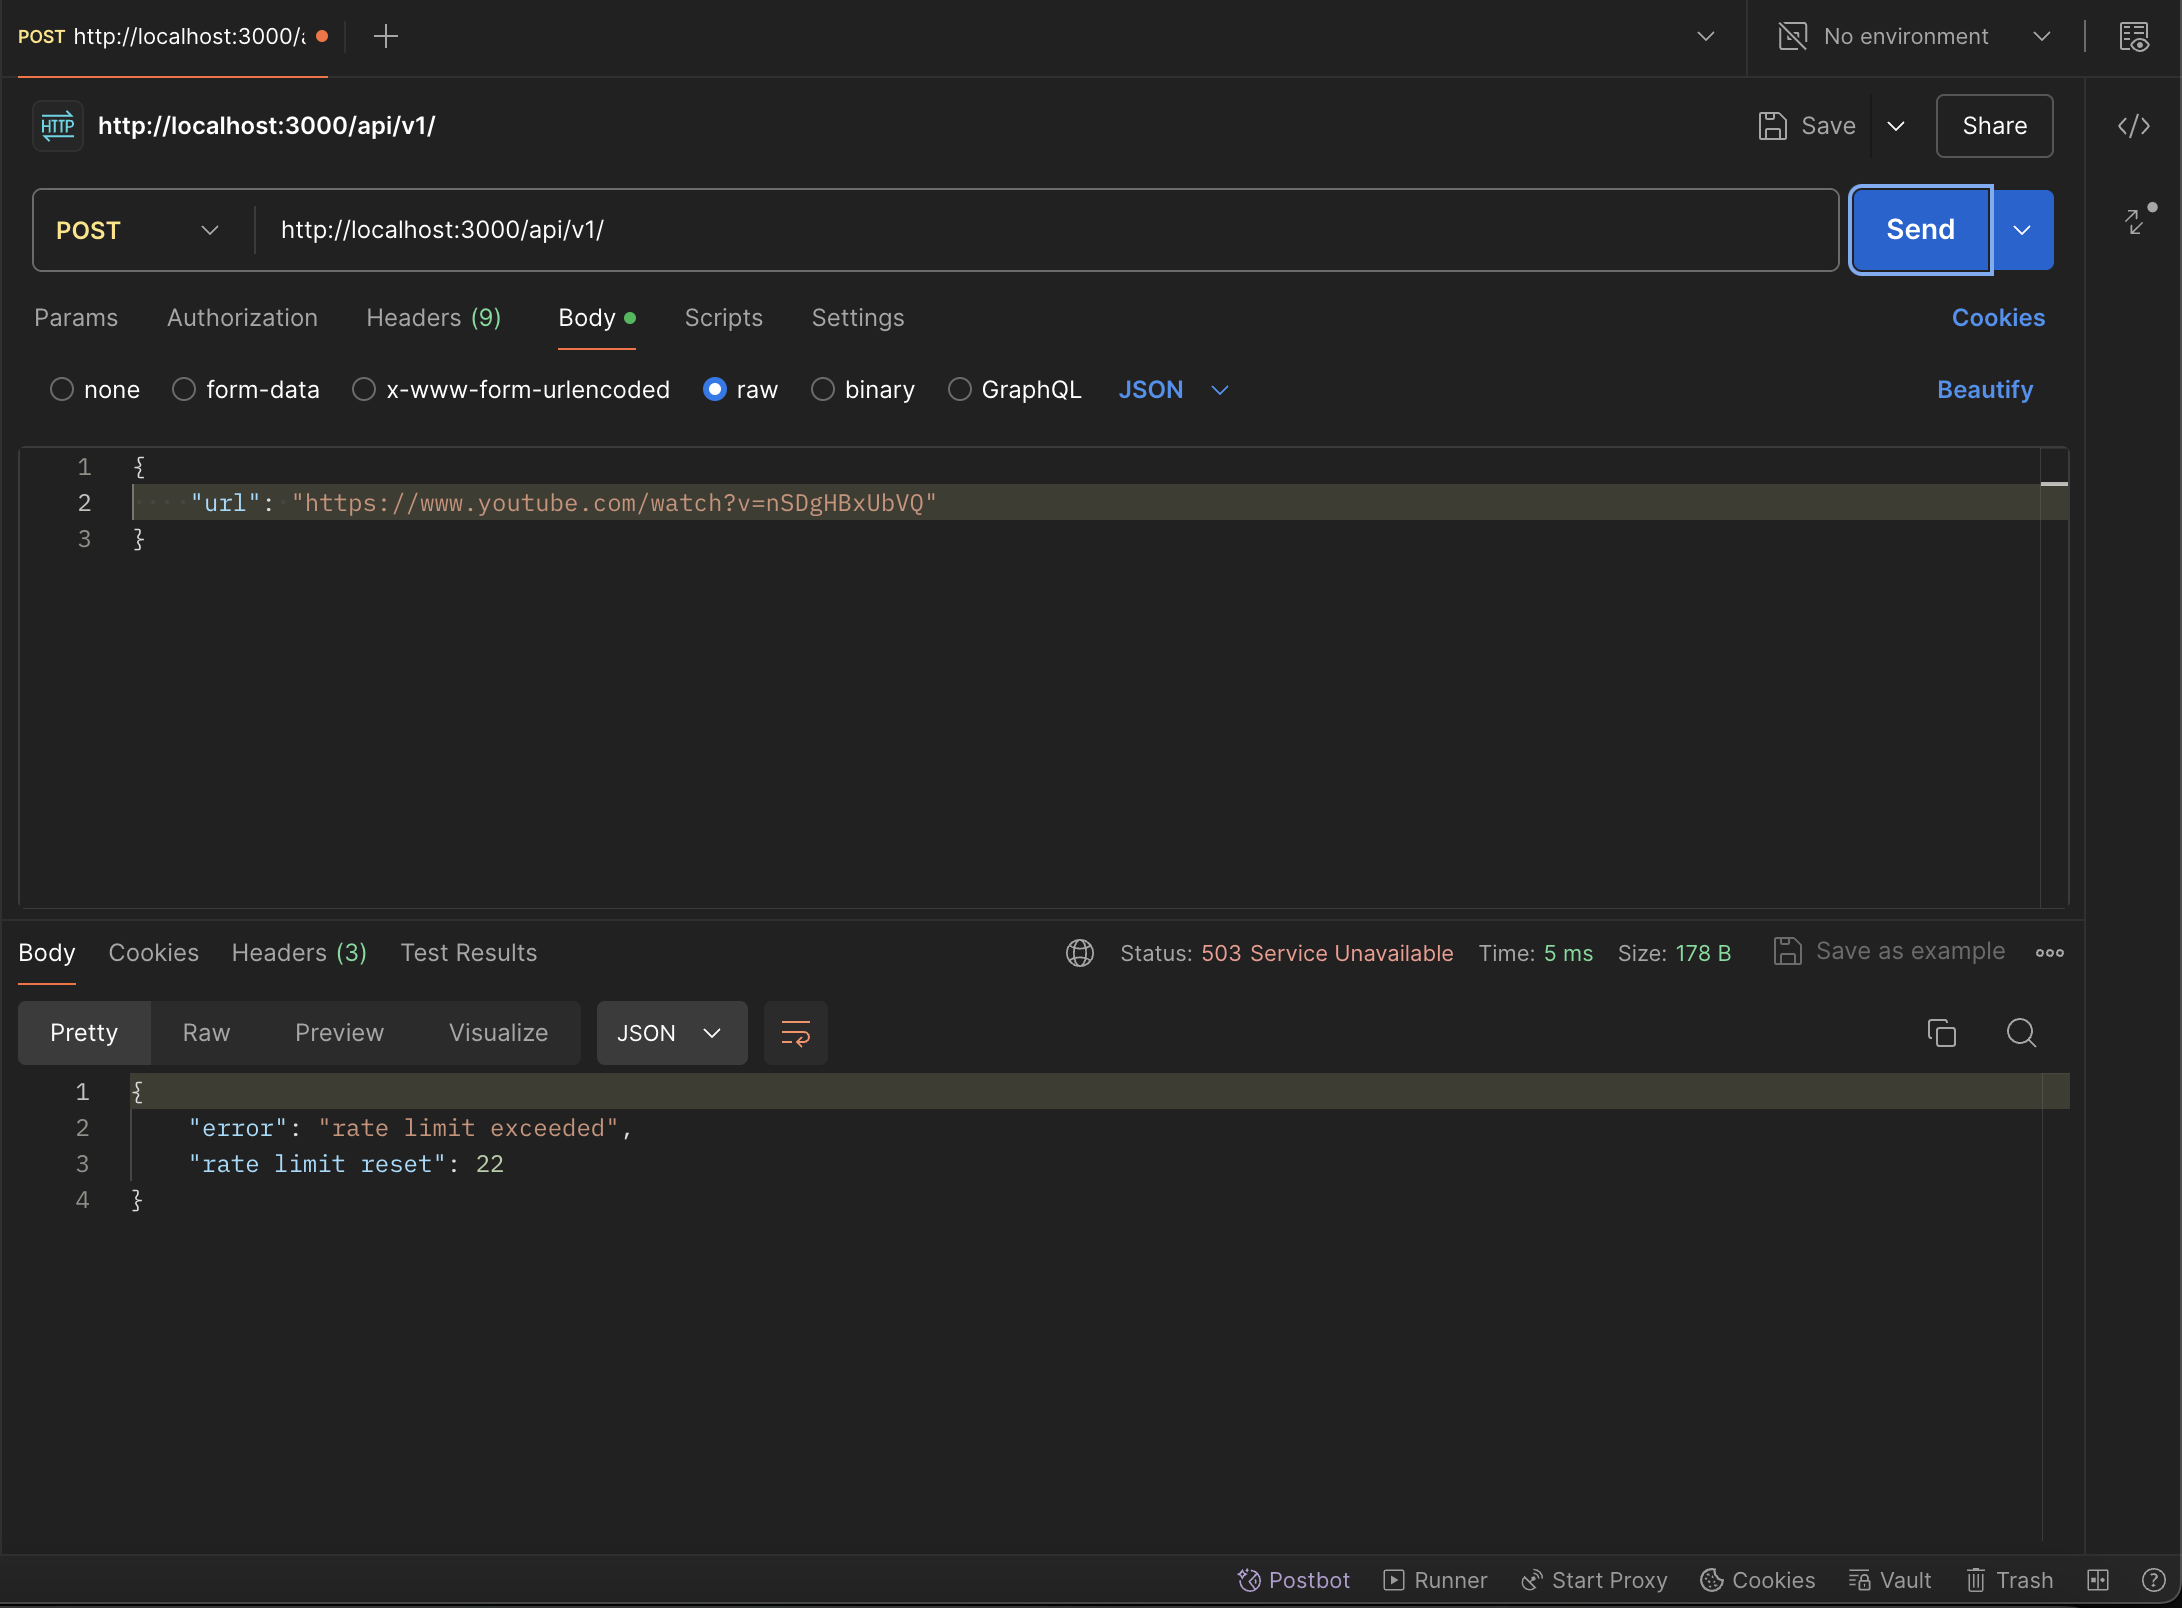 POST http://localhost:3000/
No environment
HTTP http://localhost:3000/api/v1/
Save
Share
POST http://localhost:3000/api/v1/
Send
Params Authorization Headers (9) Body Scripts Settings Cookies
none form-data x-www-form-urlencoded raw binary GraphQL JSON Beautify
1 {
2 "url": "https://www.youtube.com/watch?v=nSDgHBxUbVQ"
3 }
Body Cookies Headers (3) Test Results Status: 503 Service Unavailable Time: 5 ms Size: 178 B Save as example
Pretty Raw Preview Visualize JSON
1 {
2 "error": "rate limit exceeded",
3 "rate limit reset": 22
4 }
Postbot Runner Start Proxy Cookies Vault Trash